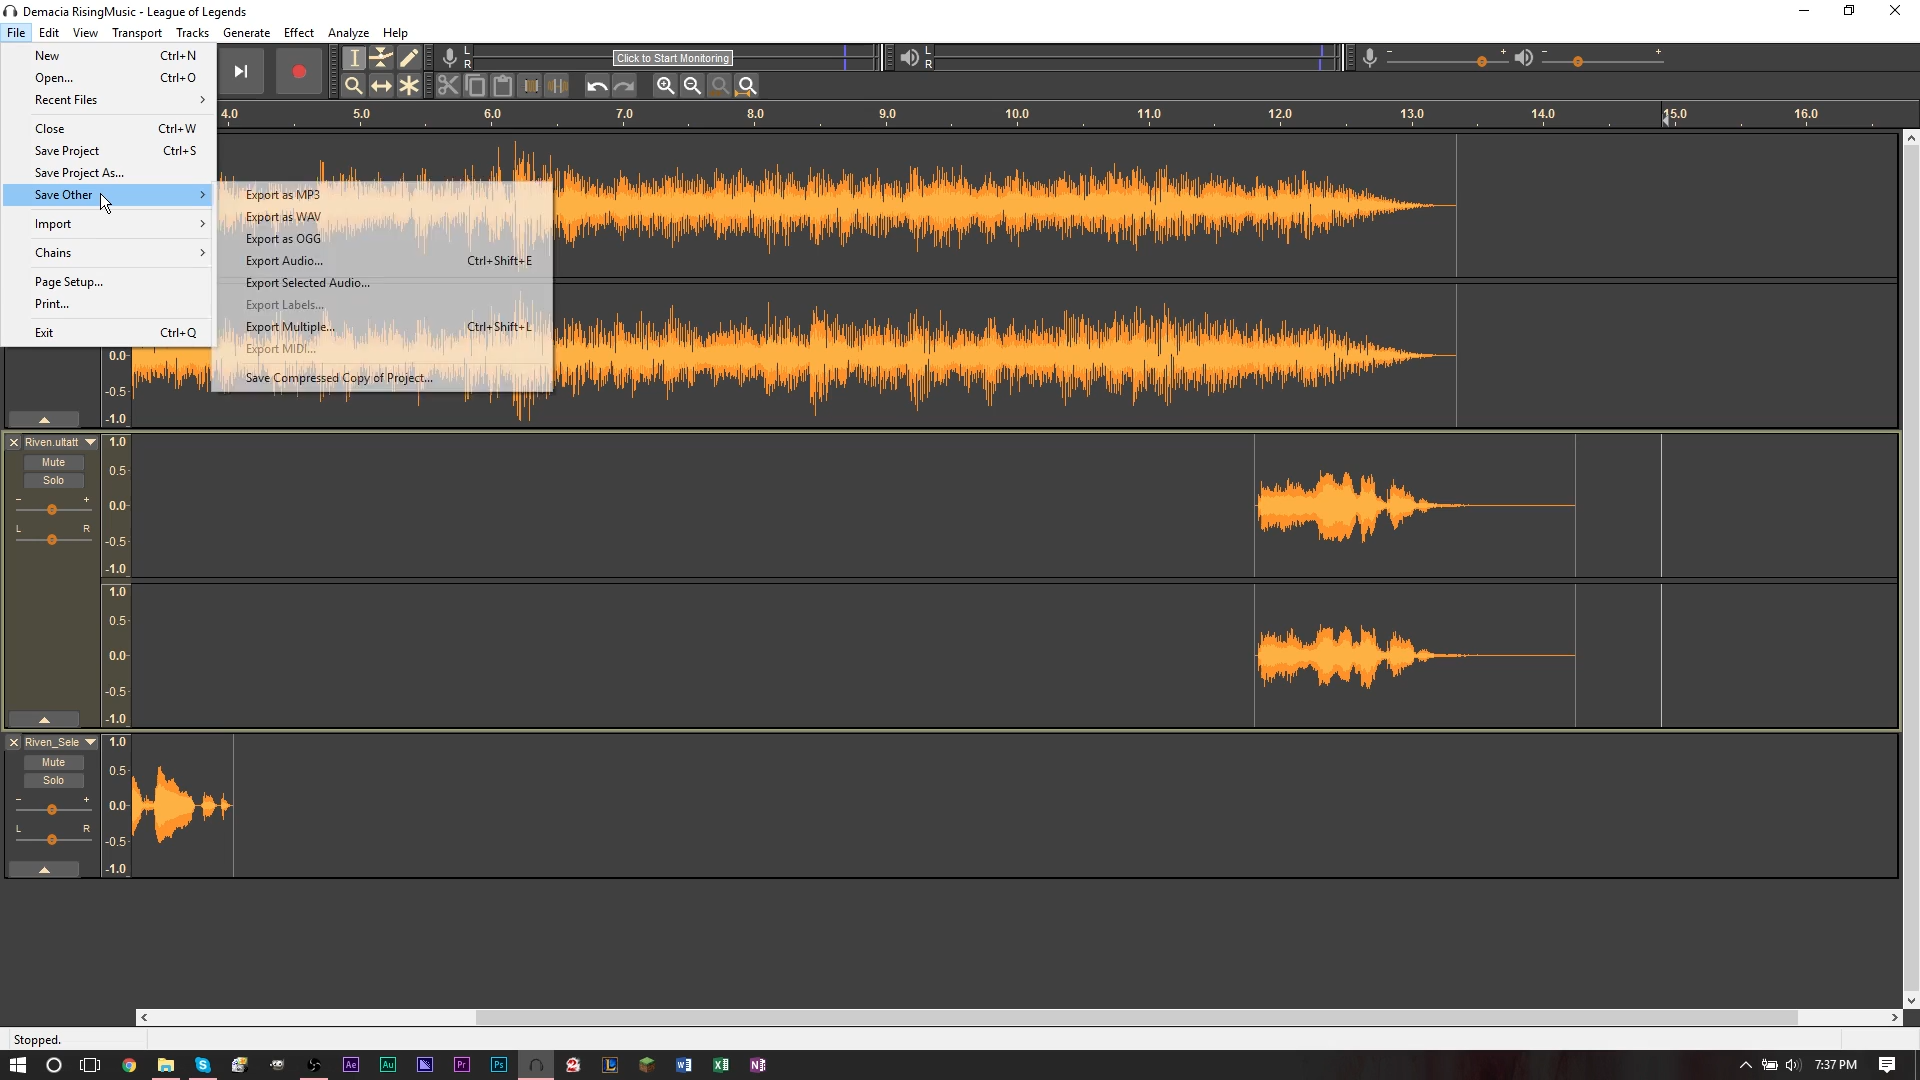 Demacia RisingMusic - League of Legends
File Edit View Transport Tracks Generate Effect Analyze Help
New Ctrl+N
Open... Ctrl+O
Recent Files
Close Ctrl+W
Save Project Ctrl+S
Save Project As...
Save Other
Import
Chains
Page Setup...
Print...
Exit Ctrl+Q
Export as MP3
Export as WAV
Export as OGG
Export Audio... Ctrl+Shift+E
Export Selected Audio...
Export Labels...
Export Multiple... Ctrl+Shift+L
Export MIDI...
Save Compressed Copy of Project...
L
R
Click to Start Monitoring
L
R
- +
- +
4.0 5.0 6.0 7.0 8.0 9.0 10.0 11.0 12.0 13.0 14.0 15.0 16.0
0.0
-0.5
-1.0
Riven.ultatt
Mute
Solo
- +
L R
1.0
0.5
0.0
-0.5
-1.0
1.0
0.5
0.0
-0.5
-1.0
Riven_Sele
Mute
Solo
- +
L R
1.0
0.5
0.0
-0.5
-1.0
Stopped.
Ae Au Pr Ps
7:37 PM